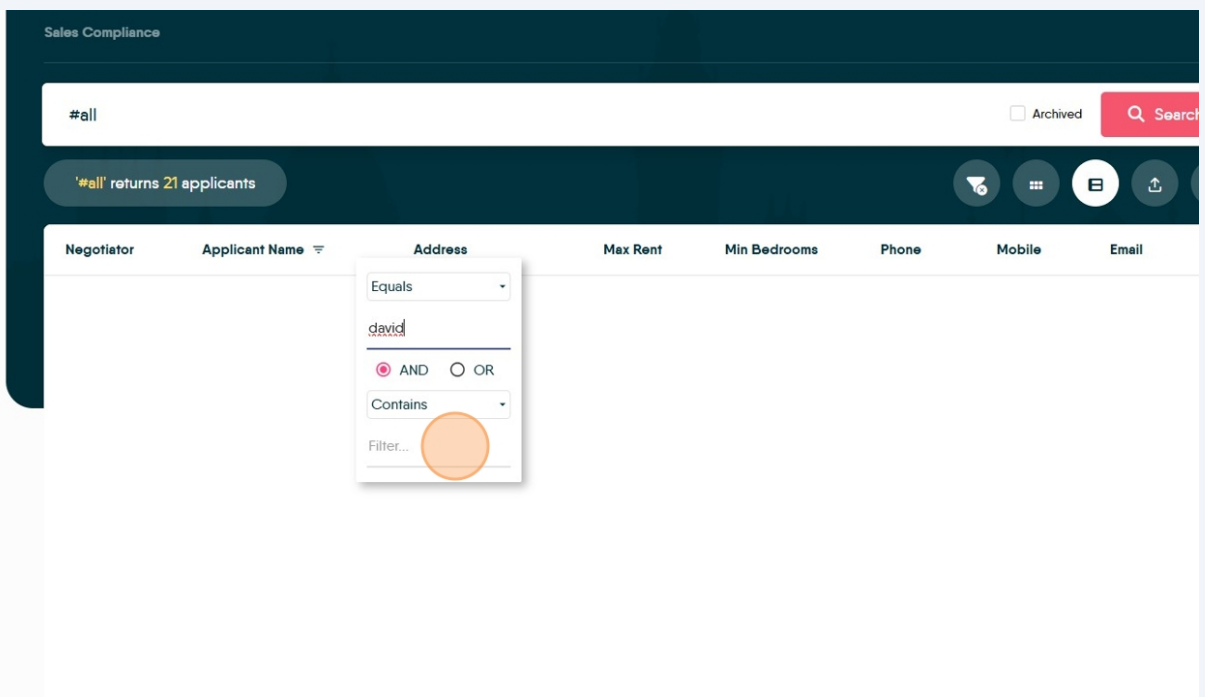 Sales Compliance
#all
Archived
'#all' returns 21 applicants
Negotiator Applicant Name Address Max Rent Min Bedrooms Phone Mobile Email
Equals
david
AND OR
Contains
Filter...